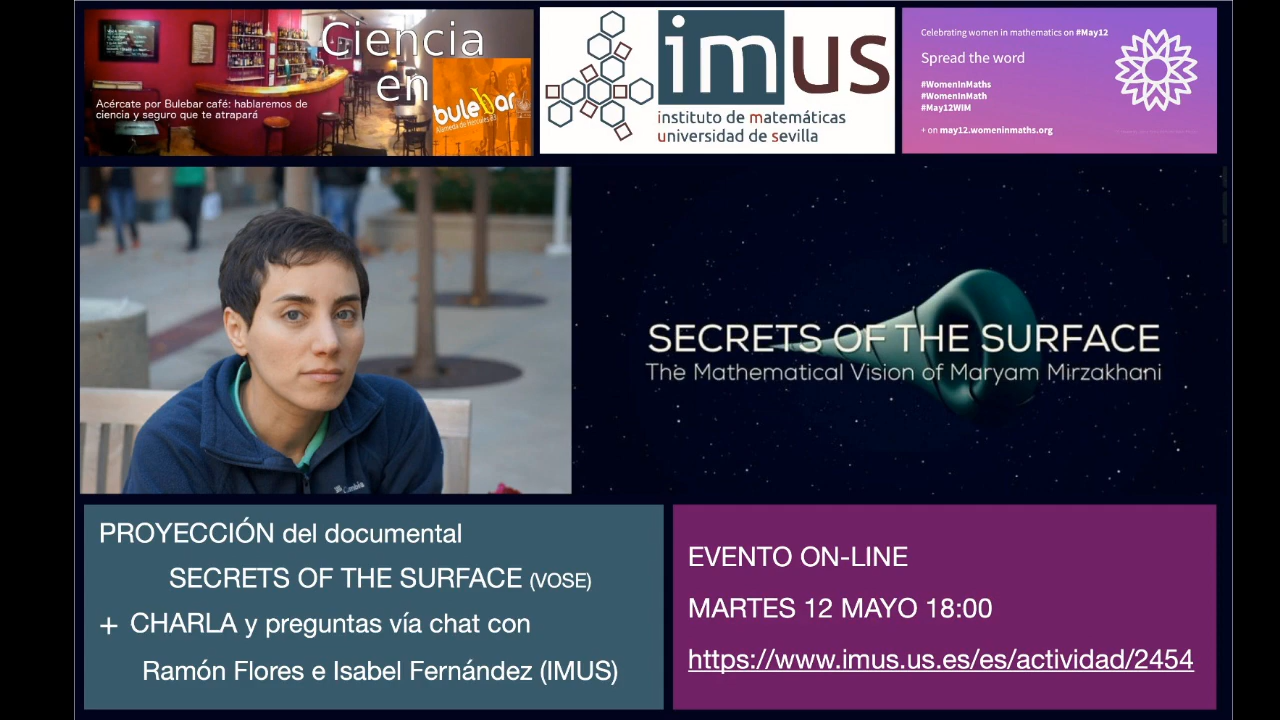 Ciencia
en
Acércate por Bulebar café: hablaremos de
ciencia y seguro que te atrapará
bulebar
imus
instituto de matemáticas
universidad de sevilla
Celebrating women in mathematics on #May12
Spread the word
#WomenInMaths
#WomenInMath
#May12WIM
+ on may12.womeninmaths.org
SECRETS OF THE SURFACE
The Mathematical Vision of Maryam Mirzakhani
PROYECCIÓN del documental
SECRETS OF THE SURFACE (VOSE)
+ CHARLA y preguntas vía chat con
Ramón Flores e Isabel Fernández (IMUS)
EVENTO ON-LINE
MARTES 12 MAYO 18:00
https://www.imus.us.es/es/actividad/2454